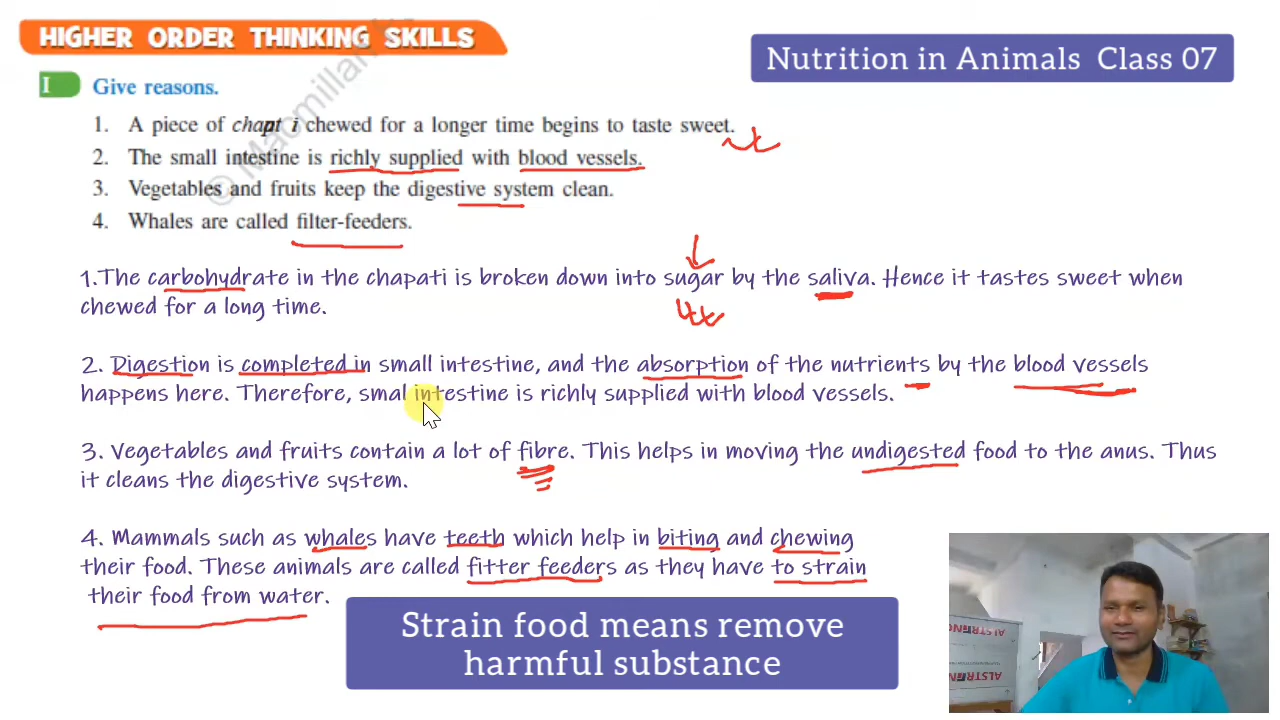 HIGHER ORDER THINKING SKILLS
Nutrition in Animals Class 07
I Give reasons.
1. A piece of chapt i chewed for a longer time begins to taste sweet.
2. The small intestine is richly supplied with blood vessels.
3. Vegetables and fruits keep the digestive system clean.
4. Whales are called filter-feeders.
© Macmillan
1.The carbohydrate in the chapati is broken down into sugar by the saliva. Hence it tastes sweet when
chewed for a long time.
2. Digestion is completed in small intestine, and the absorption of the nutrients by the blood vessels
happens here. Therefore, smal intestine is richly supplied with blood vessels.
3. Vegetables and fruits contain a lot of fibre. This helps in moving the undigested food to the anus. Thus
it cleans the digestive system.
4. Mammals such as whales have teeth which help in biting and chewing
their food. These animals are called fitter feeders as they have to strain
their food from water.
Strain food means remove
harmful substance